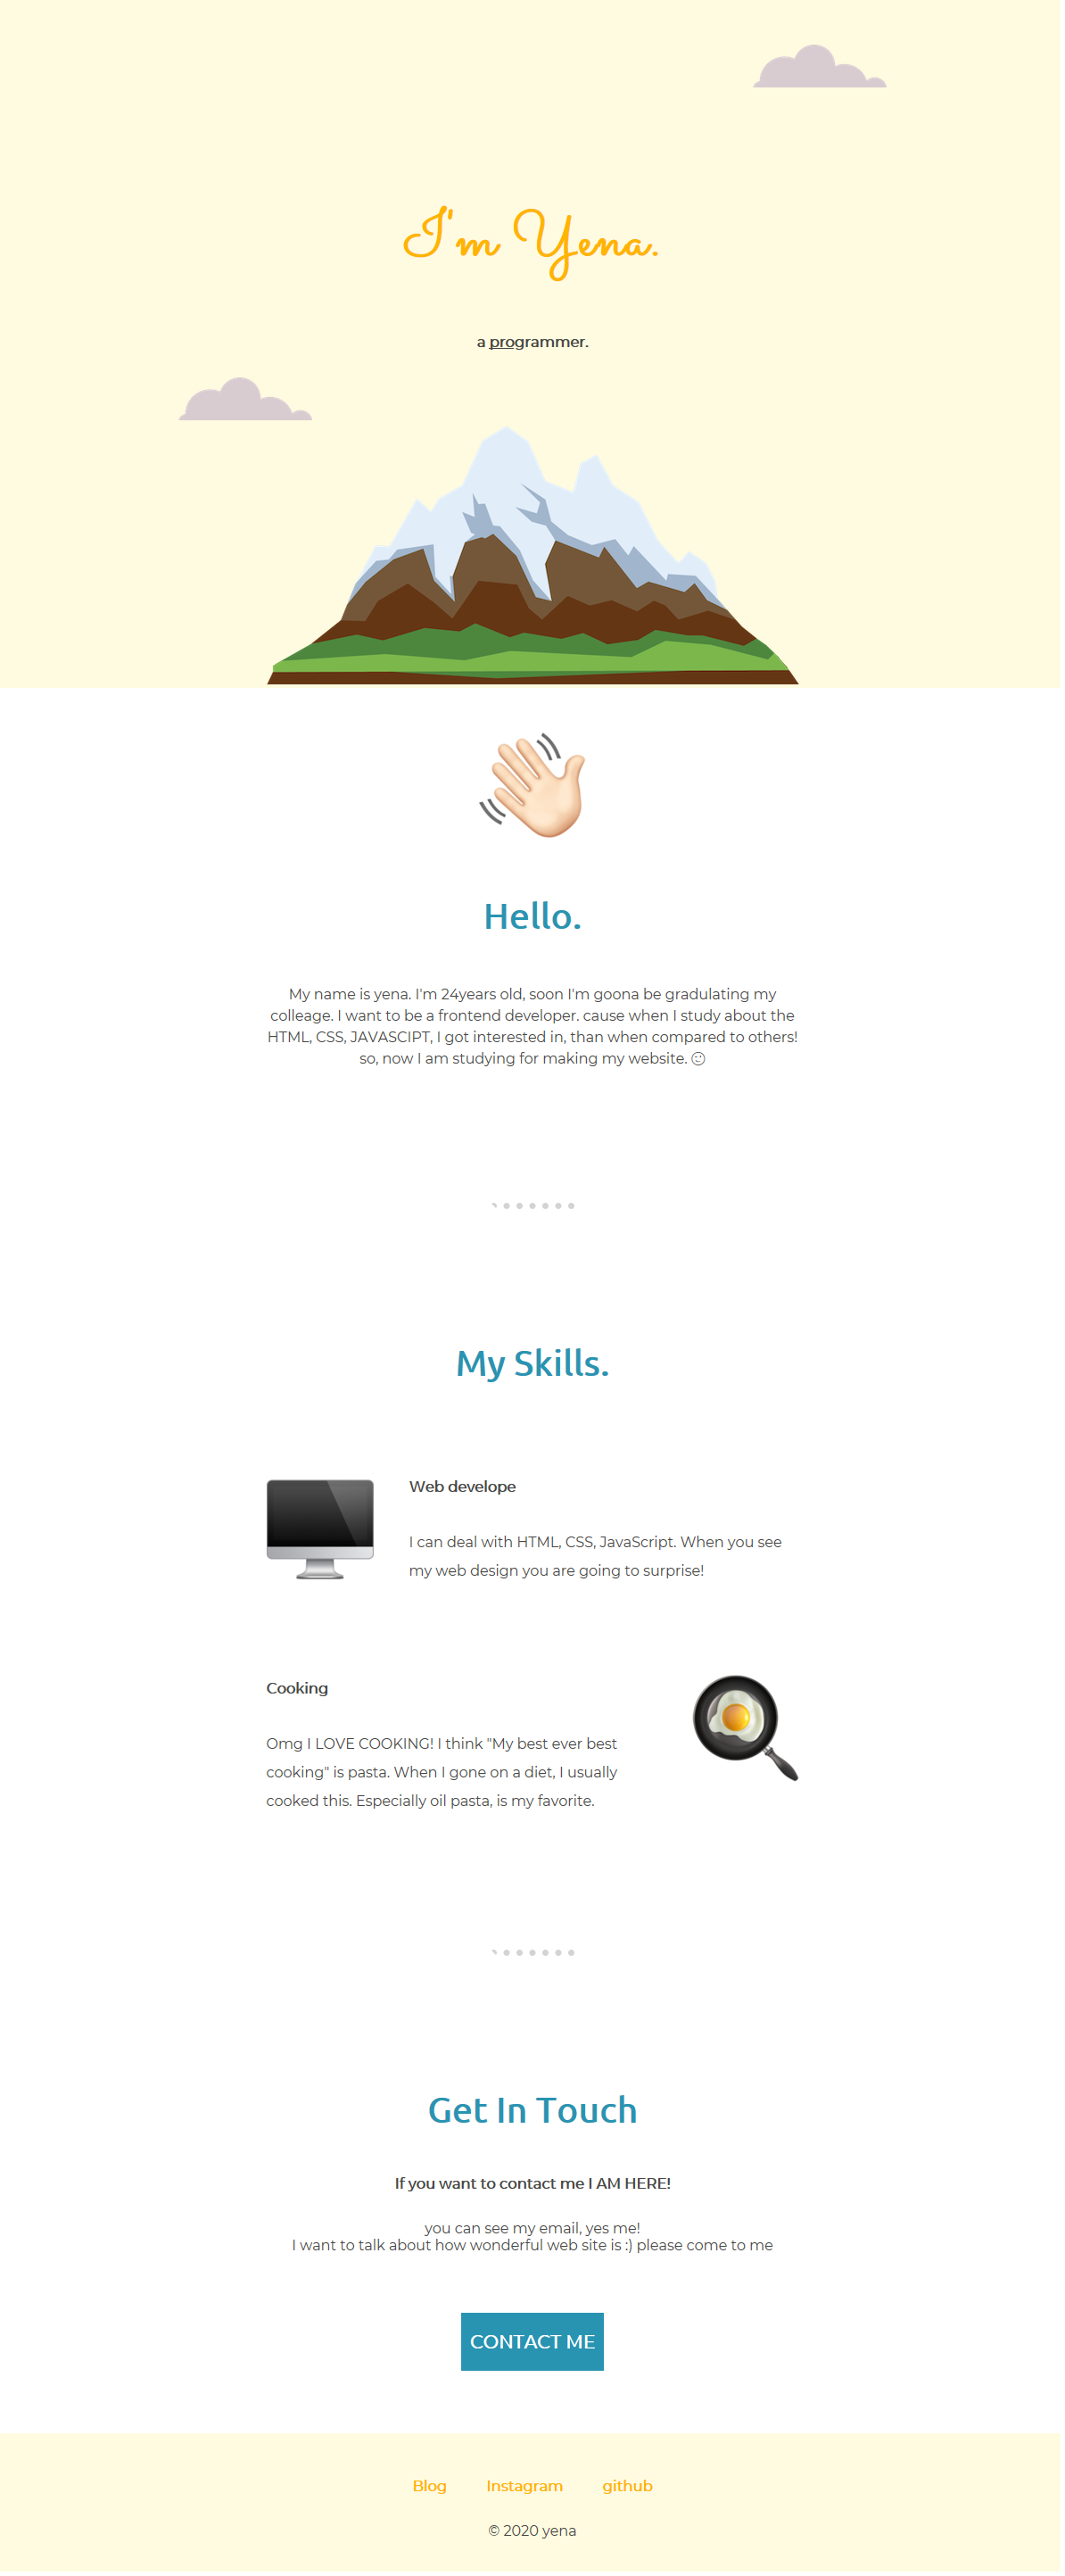 I'm Yena.
a programmer.
Hello.
My name is yena. I'm 24years old, soon I'm goona be gradulating my
colleage. I want to be a frontend developer. cause when I study about the
HTML, CSS, JAVASCIPT, I got interested in, than when compared to others!
so, now I am studying for making my website. 🙂
My Skills.
Web develope
I can deal with HTML, CSS, JavaScript. When you see
my web design you are going to surprise!
Cooking
Omg I LOVE COOKING! I think "My best ever best
cooking" is pasta. When I gone on a diet, I usually
cooked this. Especially oil pasta, is my favorite.
Get In Touch
If you want to contact me I AM HERE!
you can see my email, yes me!
I want to talk about how wonderful web site is :) please come to me
CONTACT ME
Blog Instagram github
© 2020 yena